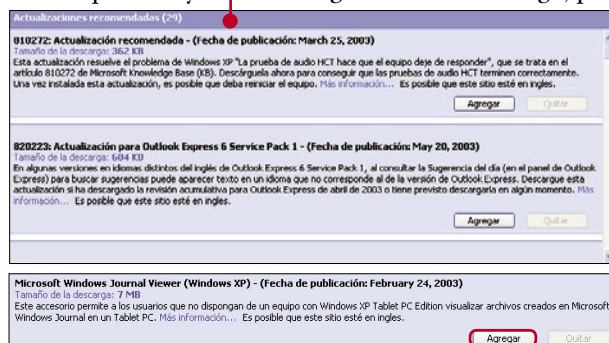 Actualizaciones recomendadas (29)
810272: Actualización recomendada - (Fecha de publicación: March 25, 2003)
Tamaño de la descarga: 362 KB
Esta actualización resuelve el problema de Windows XP "La prueba de audio HCT hace que el equipo deje de responder", que se trata en el
artículo 810272 de Microsoft Knowledge Base (KB). Descárguela ahora para conseguir que las pruebas de audio HCT terminen correctamente.
Una vez instalada esta actualización, es posible que deba reiniciar el equipo. Más información... Es posible que este sitio esté en ingles.
Agregar Quitar
820223: Actualización para Outlook Express 6 Service Pack 1 - (Fecha de publicación: May 20, 2003)
Tamaño de la descarga: 684 KB
En algunas versiones en idiomas distintos del inglés de Outlook Express 6 Service Pack 1, al consultar la Sugerencia del día (en el panel de Outlook
Express) para buscar sugerencias puede aparecer texto en un idioma que no corresponde al de la versión de Outlook Express. Descargue esta
actualización si ha descargado la revisión acumulativa para Outlook Express de abril de 2003 o tiene previsto descargarla en algún momento. Más
información... Es posible que este sitio esté en ingles.
Agregar Quitar
Microsoft Windows Journal Viewer (Windows XP) - (Fecha de publicación: February 24, 2003)
Tamaño de la descarga: 7 MB
Este accesorio permite a los usuarios que no dispongan de un equipo con Windows XP Tablet PC Edition visualizar archivos creados en Microsoft
Windows Journal en un Tablet PC. Más información... Es posible que este sitio esté en ingles.
Agregar Quitar